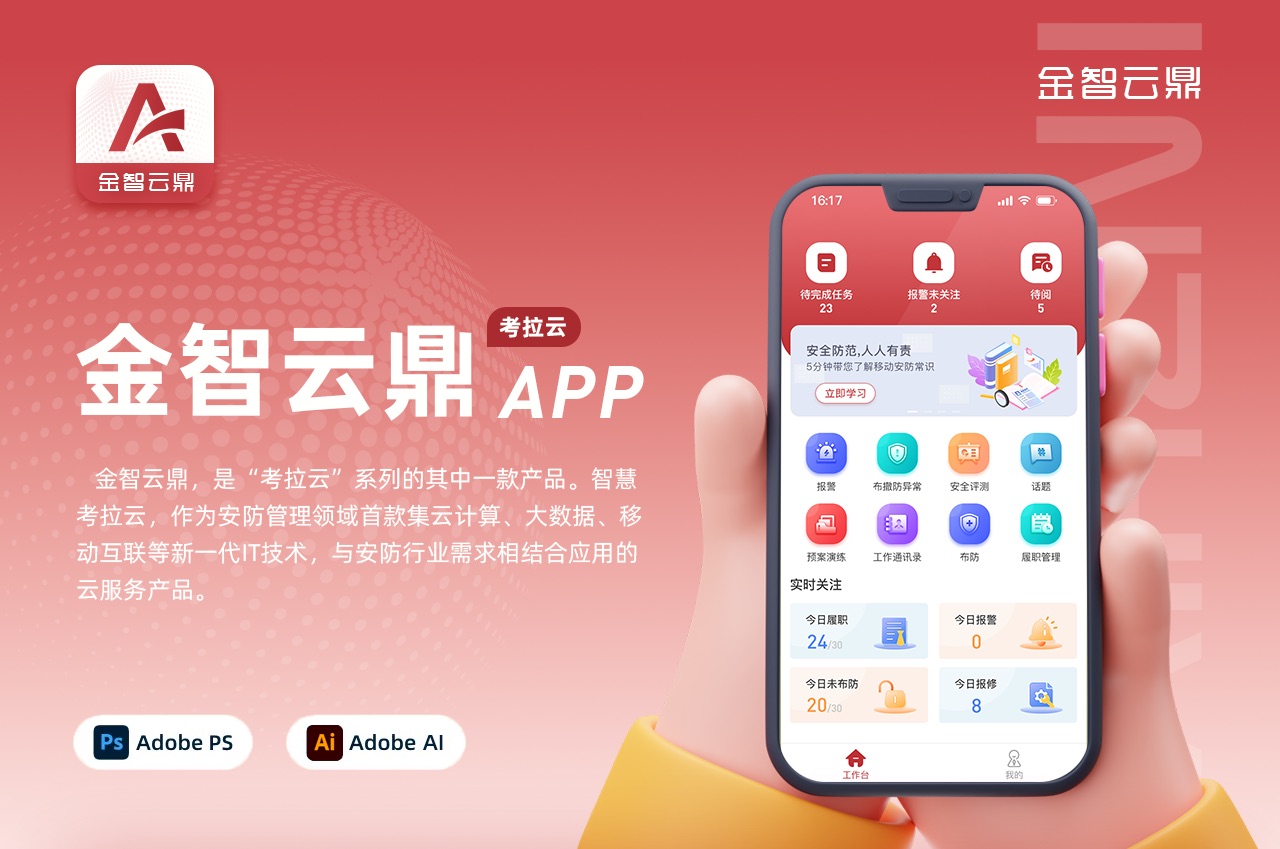 金智云鼎
金智云鼎
考拉云
金智云鼎 APP
金智云鼎，是“考拉云”系列的其中一款产品。智慧
考拉云，作为安防管理领域首款集云计算、大数据、移
动互联等新一代IT技术，与安防行业需求相结合应用的
云服务产品。
Ps Adobe PS
Ai Adobe AI
16:17
待完成任务 报警未关注 待阅
23 2 5
安全防范,人人有责
5分钟带您了解移动安防常识
立即学习
报警 布撤防异常 安全评测 话题
预案演练 工作通讯录 布防 履职管理
实时关注
今日履职 今日报警
24/30 0
今日未布防 今日报修
20/30 8
工作台 我的